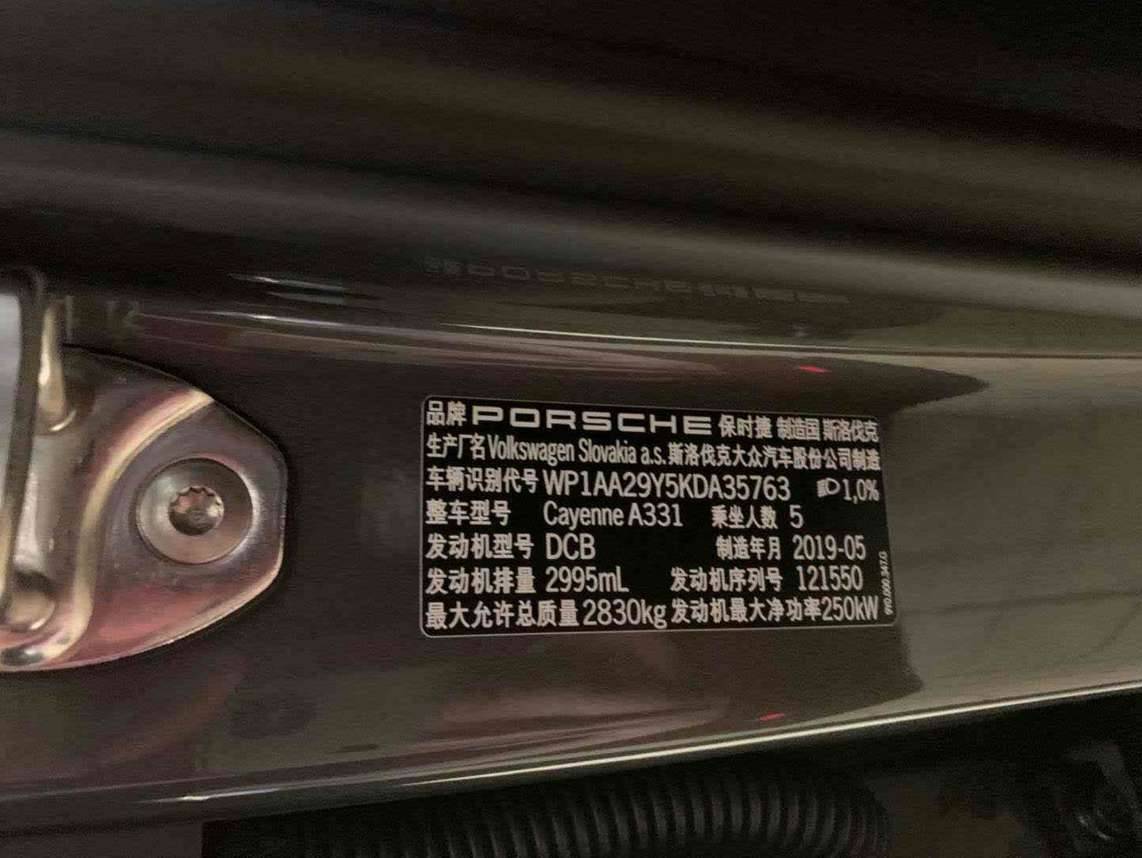 品牌 PORSCHE 保时捷 制造国 斯洛伐克
生产厂名 Volkswagen Slovakia a.s. 斯洛伐克大众汽车股份公司制造
车辆识别代号 WP1AA29Y5KDA35763 1,0%
整车型号 Cayenne A331 乘坐人数 5
发动机型号 DCB 制造年月 2019-05
发动机排量 2995mL 发动机序列号 121550
最大允许总质量 2830kg 发动机最大净功率 250kW